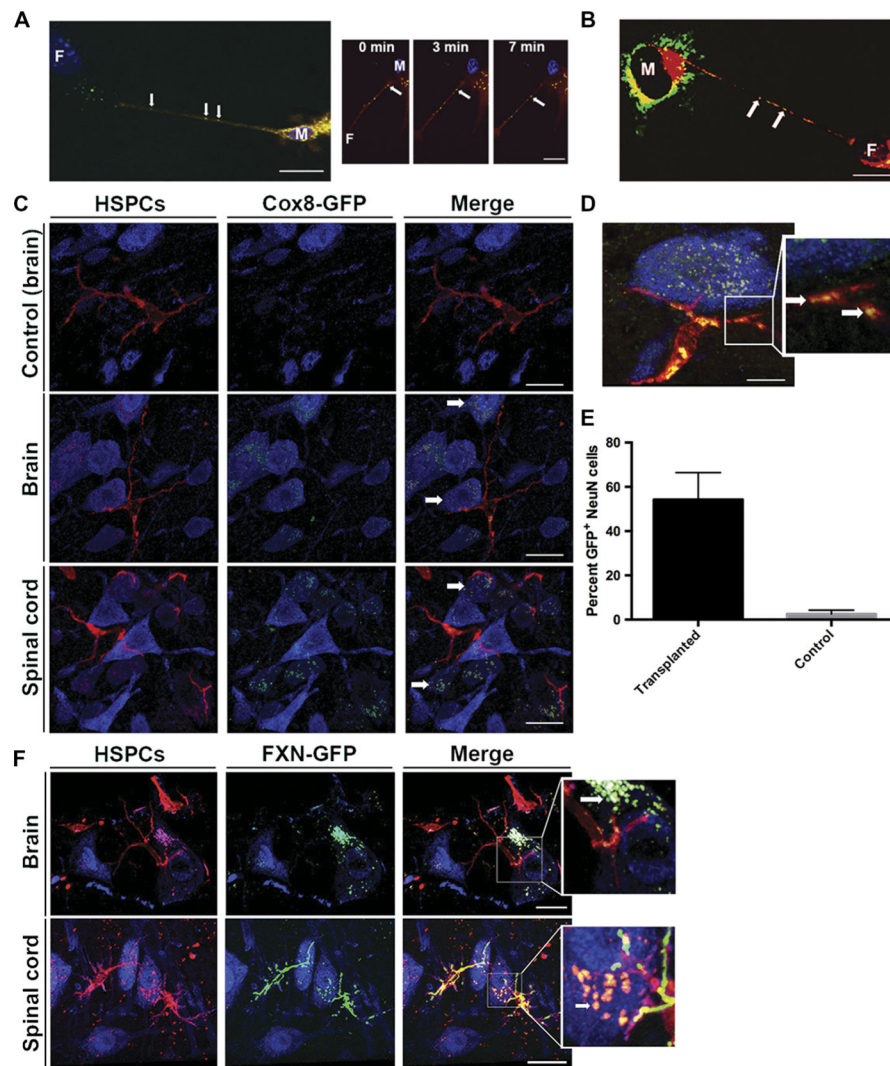 A
F
M
0 min
3 min
7 min
M
F
B
M
F
C
HSPCs
Cox8-GFP
Merge
Control (brain)
Brain
Spinal cord
D
E
Percent GFP⁺ NeuN cells
80
60
40
20
0
Transplanted
Control
F
HSPCs
FXN-GFP
Merge
Brain
Spinal cord